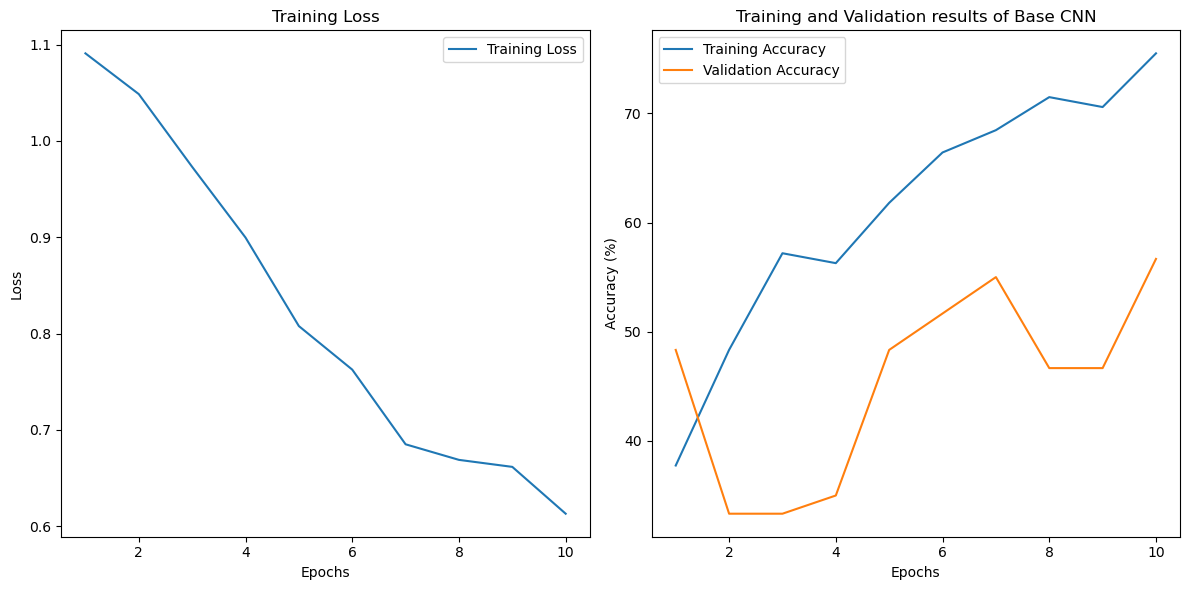 Training Loss
Training Loss
1.1
1.0
0.9
0.8
0.7
0.6
Loss
2 4 6 8 10
Epochs
Training and Validation results of Base CNN
Training Accuracy
Validation Accuracy
70
60
50
40
Accuracy (%)
2 4 6 8 10
Epochs